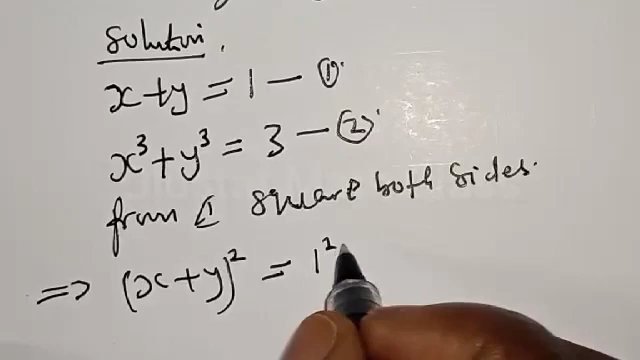 Solution.
x+y = 1 — ①.
x³+y³ = 3 — ②.
from 1 square both sides.
⇒ (x+y)² = 1²